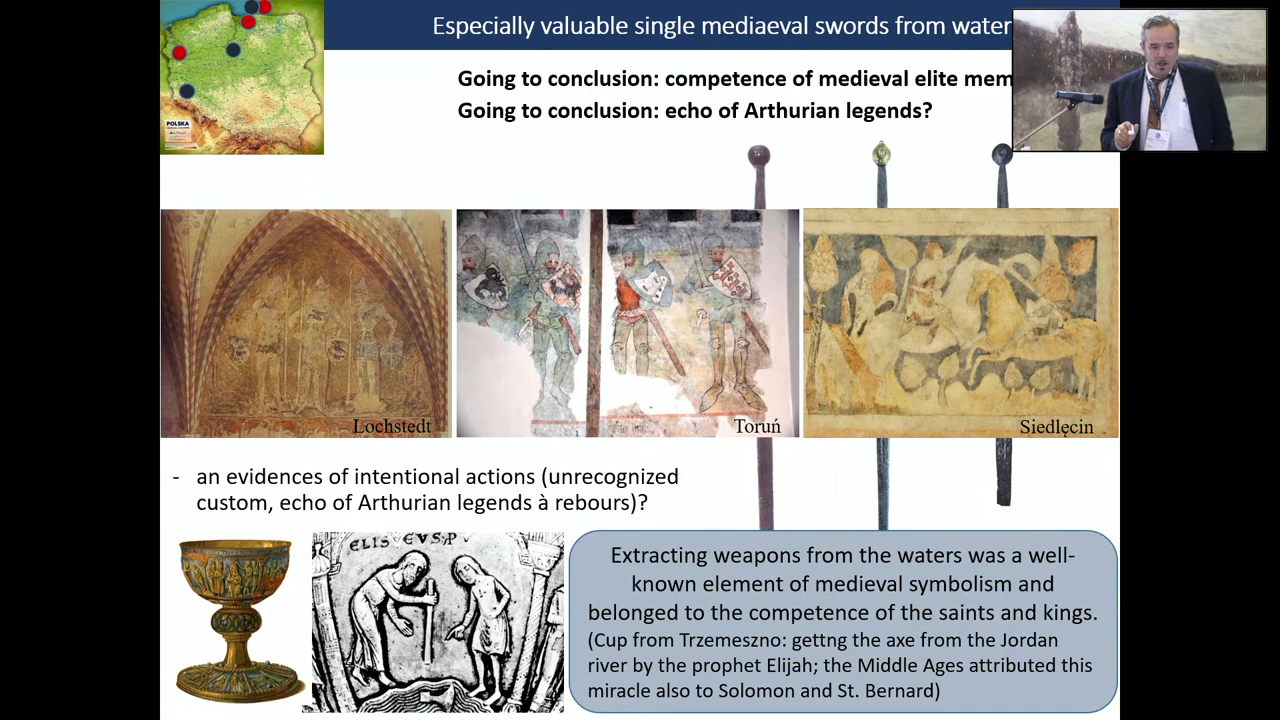 Especially valuable single mediaeval swords from water
POLSKA
Going to conclusion: competence of medieval elite mem
Going to conclusion: echo of Arthurian legends?
Lochstedt
Toruń
Siedlęcin
- an evidences of intentional actions (unrecognized
custom, echo of Arthurian legends à rebours)?
Extracting weapons from the waters was a well-
known element of medieval symbolism and
belonged to the competence of the saints and kings.
(Cup from Trzemeszno: gettng the axe from the Jordan
river by the prophet Elijah; the Middle Ages attributed this
miracle also to Solomon and St. Bernard)